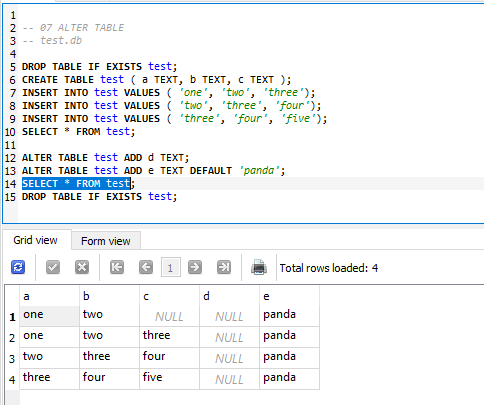 1
2 -- 07 ALTER TABLE
3 -- test.db
4
5 DROP TABLE IF EXISTS test;
6 CREATE TABLE test ( a TEXT, b TEXT, c TEXT );
7 INSERT INTO test VALUES ( 'one', 'two', 'three');
8 INSERT INTO test VALUES ( 'two', 'three', 'four');
9 INSERT INTO test VALUES ( 'three', 'four', 'five');
10 SELECT * FROM test;
11
12 ALTER TABLE test ADD d TEXT;
13 ALTER TABLE test ADD e TEXT DEFAULT 'panda';
14 SELECT * FROM test;
15 DROP TABLE IF EXISTS test;
Grid view Form view
1 Total rows loaded: 4
a b c d e
1 one two NULL NULL panda
2 one two three NULL panda
3 two three four NULL panda
4 three four five NULL panda